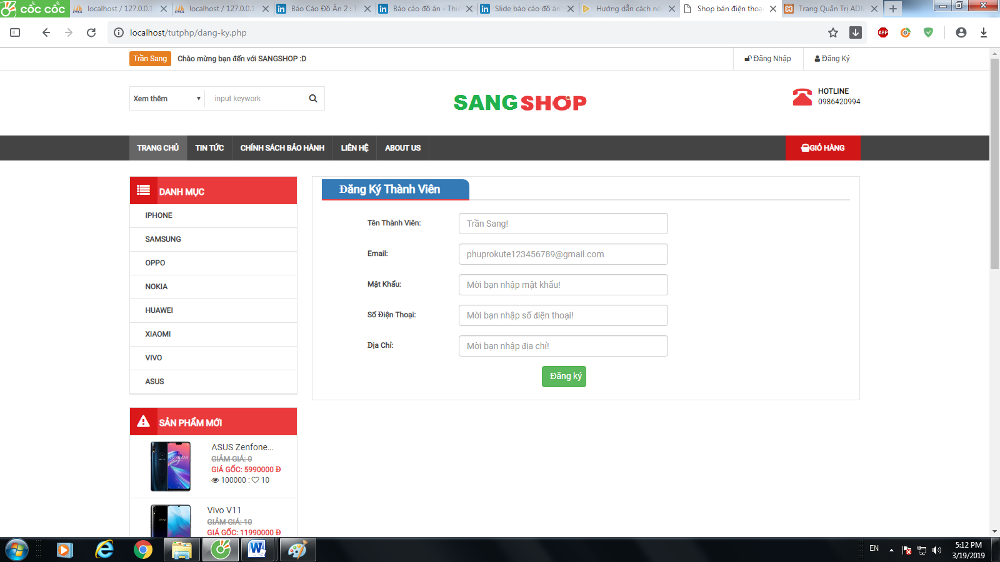 cốc cốc
localhost / 127.0.0.1
localhost / 127.0.0.1
Báo Cáo Đồ Án 2 : T
Báo cáo đồ án - Thiế
Slide báo cáo đồ án
Hướng dẫn cách né
Shop bán điện thoạ
Trang Quản Trị ADM
localhost/tutphp/dang-ky.php
ABP
Trần Sang Chào mừng bạn đến với SANGSHOP :D
Đăng Nhập
Đăng Ký
Xem thêm
input keywork
SANG SHOP
HOTLINE
0986420994
TRANG CHỦ
TIN TỨC
CHÍNH SÁCH BẢO HÀNH
LIÊN HỆ
ABOUT US
GIỎ HÀNG
DANH MỤC
IPHONE
SAMSUNG
OPPO
NOKIA
HUAWEI
XIAOMI
VIVO
ASUS
SẢN PHẨM MỚI
ASUS Zenfone...
GIẢM GIÁ: 0
GIÁ GỐC: 5990000 Đ
100000 : 10
Vivo V11
GIẢM GIÁ: 10
GIÁ GỐC: 11990000 Đ
Đăng Ký Thành Viên
Tên Thành Viên: Trần Sang!
Email: phuprokute123456789@gmail.com
Mật Khẩu: Mời bạn nhập mật khẩu!
Số Điện Thoại: Mời bạn nhập số điện thoại!
Địa Chỉ: Mời bạn nhập địa chỉ!
Đăng ký
EN
5:12 PM
3/19/2019